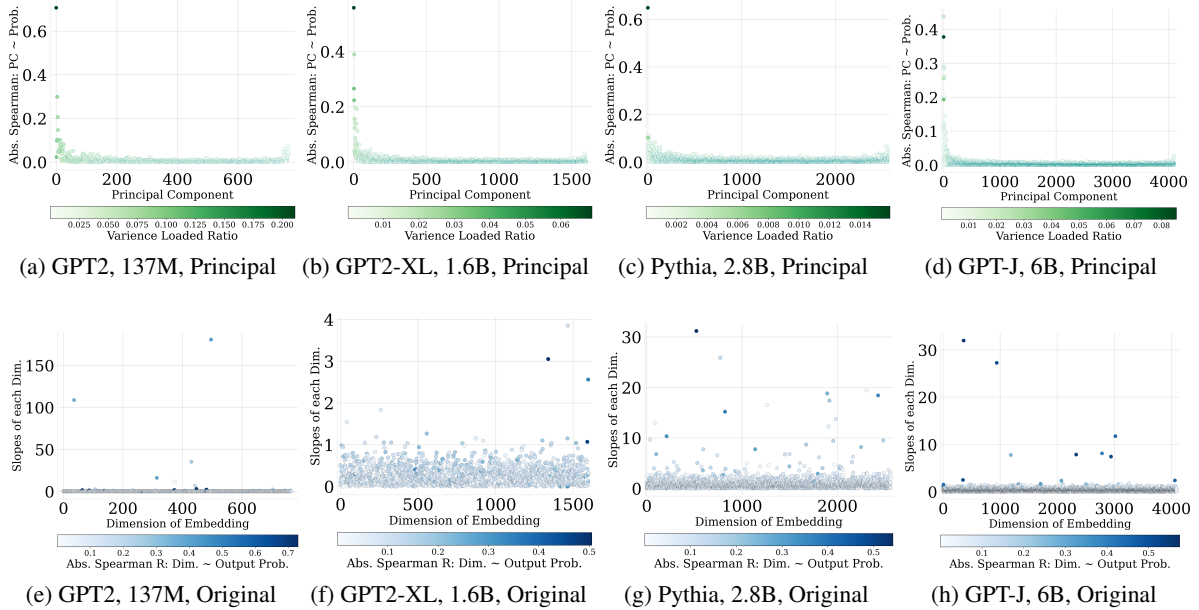 Abs. Spearman: PC ~ Prob.
0.6
0.4
0.2
0.0
0 200 400 600
Principal Component
0.025 0.050 0.075 0.100 0.125 0.150 0.175 0.200
Varience Loaded Ratio
(a) GPT2, 137M, Principal
Abs. Spearman: PC ~ Prob.
0.4
0.2
0.0
0 500 1000 1500
Principal Component
0.01 0.02 0.03 0.04 0.05 0.06
Varience Loaded Ratio
(b) GPT2-XL, 1.6B, Principal
Abs. Spearman: PC ~ Prob.
0.6
0.4
0.2
0.0
0 1000 2000
Principal Component
0.002 0.004 0.006 0.008 0.010 0.012 0.014
Varience Loaded Ratio
(c) Pythia, 2.8B, Principal
Abs. Spearman: PC ~ Prob.
0.4
0.3
0.2
0.1
0.0
0 1000 2000 3000 4000
Principal Component
0.01 0.02 0.03 0.04 0.05 0.06 0.07 0.08
Varience Loaded Ratio
(d) GPT-J, 6B, Principal
Slopes of each Dim.
150
100
50
0
0 200 400 600
Dimension of Embedding
0.1 0.2 0.3 0.4 0.5 0.6 0.7
Abs. Spearman R: Dim. ~ Output Prob.
(e) GPT2, 137M, Original
Slopes of each Dim.
4
3
2
1
0
0 500 1000 1500
Dimension of Embedding
0.1 0.2 0.3 0.4 0.5
Abs. Spearman R: Dim. ~ Output Prob.
(f) GPT2-XL, 1.6B, Original
Slopes of each Dim.
30
20
10
0
0 1000 2000
Dimension of Embedding
0.1 0.2 0.3 0.4 0.5
Abs. Spearman R: Dim. ~ Output Prob.
(g) Pythia, 2.8B, Original
Slopes of each Dim.
30
20
10
0
0 1000 2000 3000 4000
Dimension of Embedding
0.1 0.2 0.3 0.4 0.5
Abs. Spearman R: Dim. ~ Output Prob.
(h) GPT-J, 6B, Original